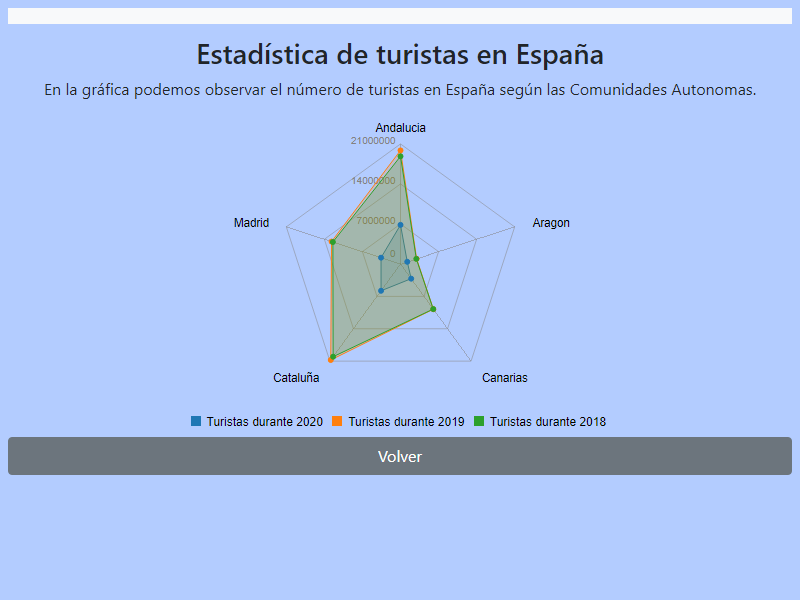 Estadística de turistas en España
En la gráfica podemos observar el número de turistas en España según las Comunidades Autonomas.
Andalucia
21000000
14000000
Madrid
Aragon
7000000
0
Cataluña
Canarias
Turistas durante 2020 Turistas durante 2019 Turistas durante 2018
Volver